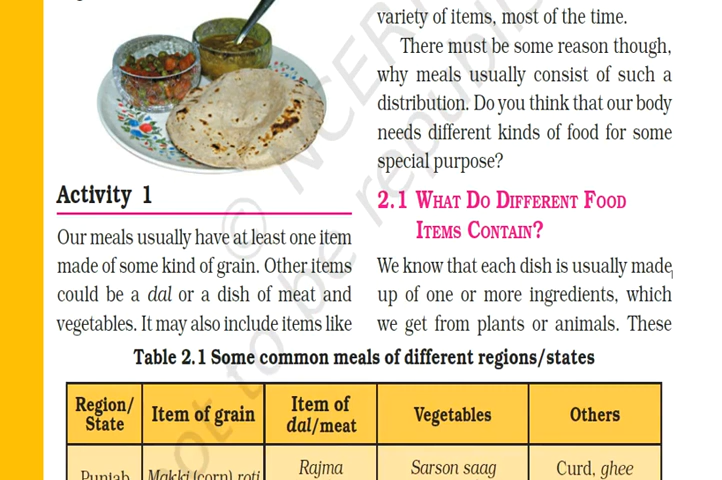 variety of items, most of the time.
There must be some reason though,
why meals usually consist of such a
distribution. Do you think that our body
needs different kinds of food for some
special purpose?
Activity 1
Our meals usually have at least one item
made of some kind of grain. Other items
could be a dal or a dish of meat and
vegetables. It may also include items like
2.1 WHAT DO DIFFERENT FOOD
ITEMS CONTAIN?
We know that each dish is usually made
up of one or more ingredients, which
we get from plants or animals. These
Table 2.1 Some common meals of different regions/states
Region/
State
Item of grain
Item of
dal/meat
Vegetables
Others
Punjab
Makki (corn) roti
Rajma
Sarson saag
Curd, ghee
© NCERT
not to be republis